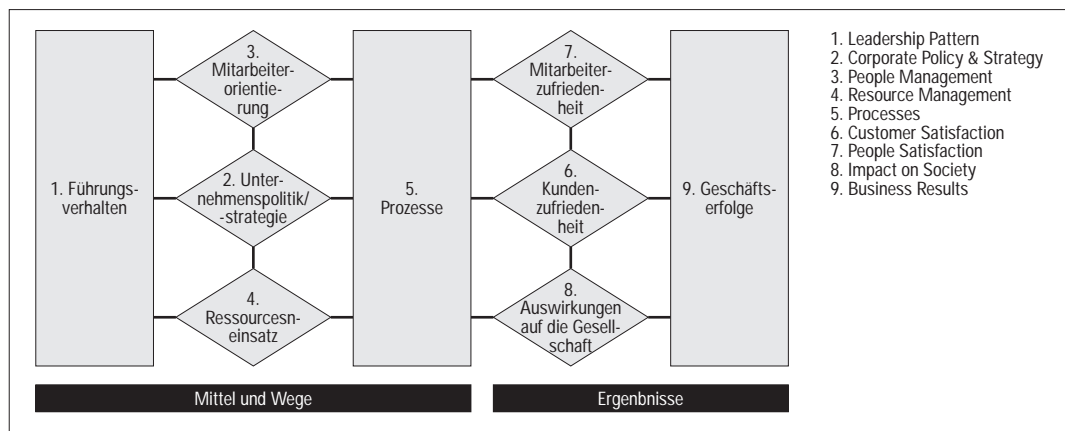 1. Führungs-
verhalten
3.
Mitarbeiter-
orientie-
rung
2. Unter-
nehmenspolitik/
-strategie
4.
Ressourcesn-
einsatz
5.
Prozesse
7.
Mitarbeiter-
zufrieden-
heit
6.
Kunden-
zufrieden-
heit
8.
Auswirkungen
auf die Gesell-
schaft
9. Geschäfts-
erfolge
Mittel und Wege
Ergenbnisse
1. Leadership Pattern
2. Corporate Policy & Strategy
3. People Management
4. Resource Management
5. Processes
6. Customer Satisfaction
7. People Satisfaction
8. Impact on Society
9. Business Results